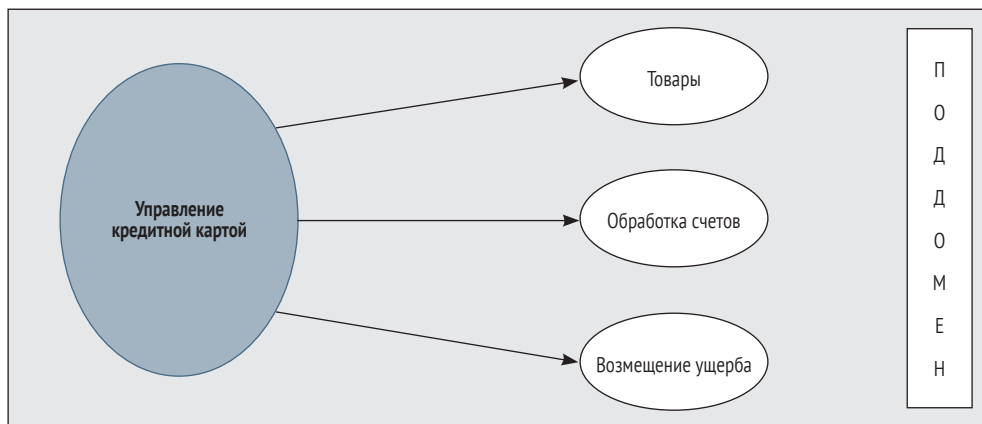 Управление
кредитной картой
Товары
Обработка счетов
Возмещение ущерба
П
О
Д
Д
О
М
Е
Н